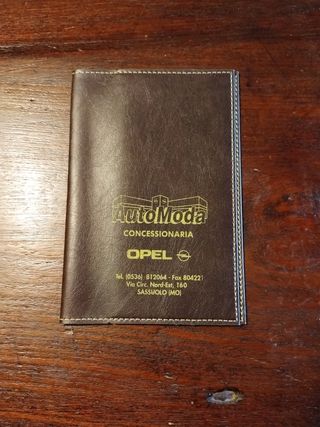 AutoModa
CONCESSIONARIA
OPEL
Tel. (0536) 812064 - Fax 804221
Via Circ. Nord-Est, 160
SASSUOLO (MO)